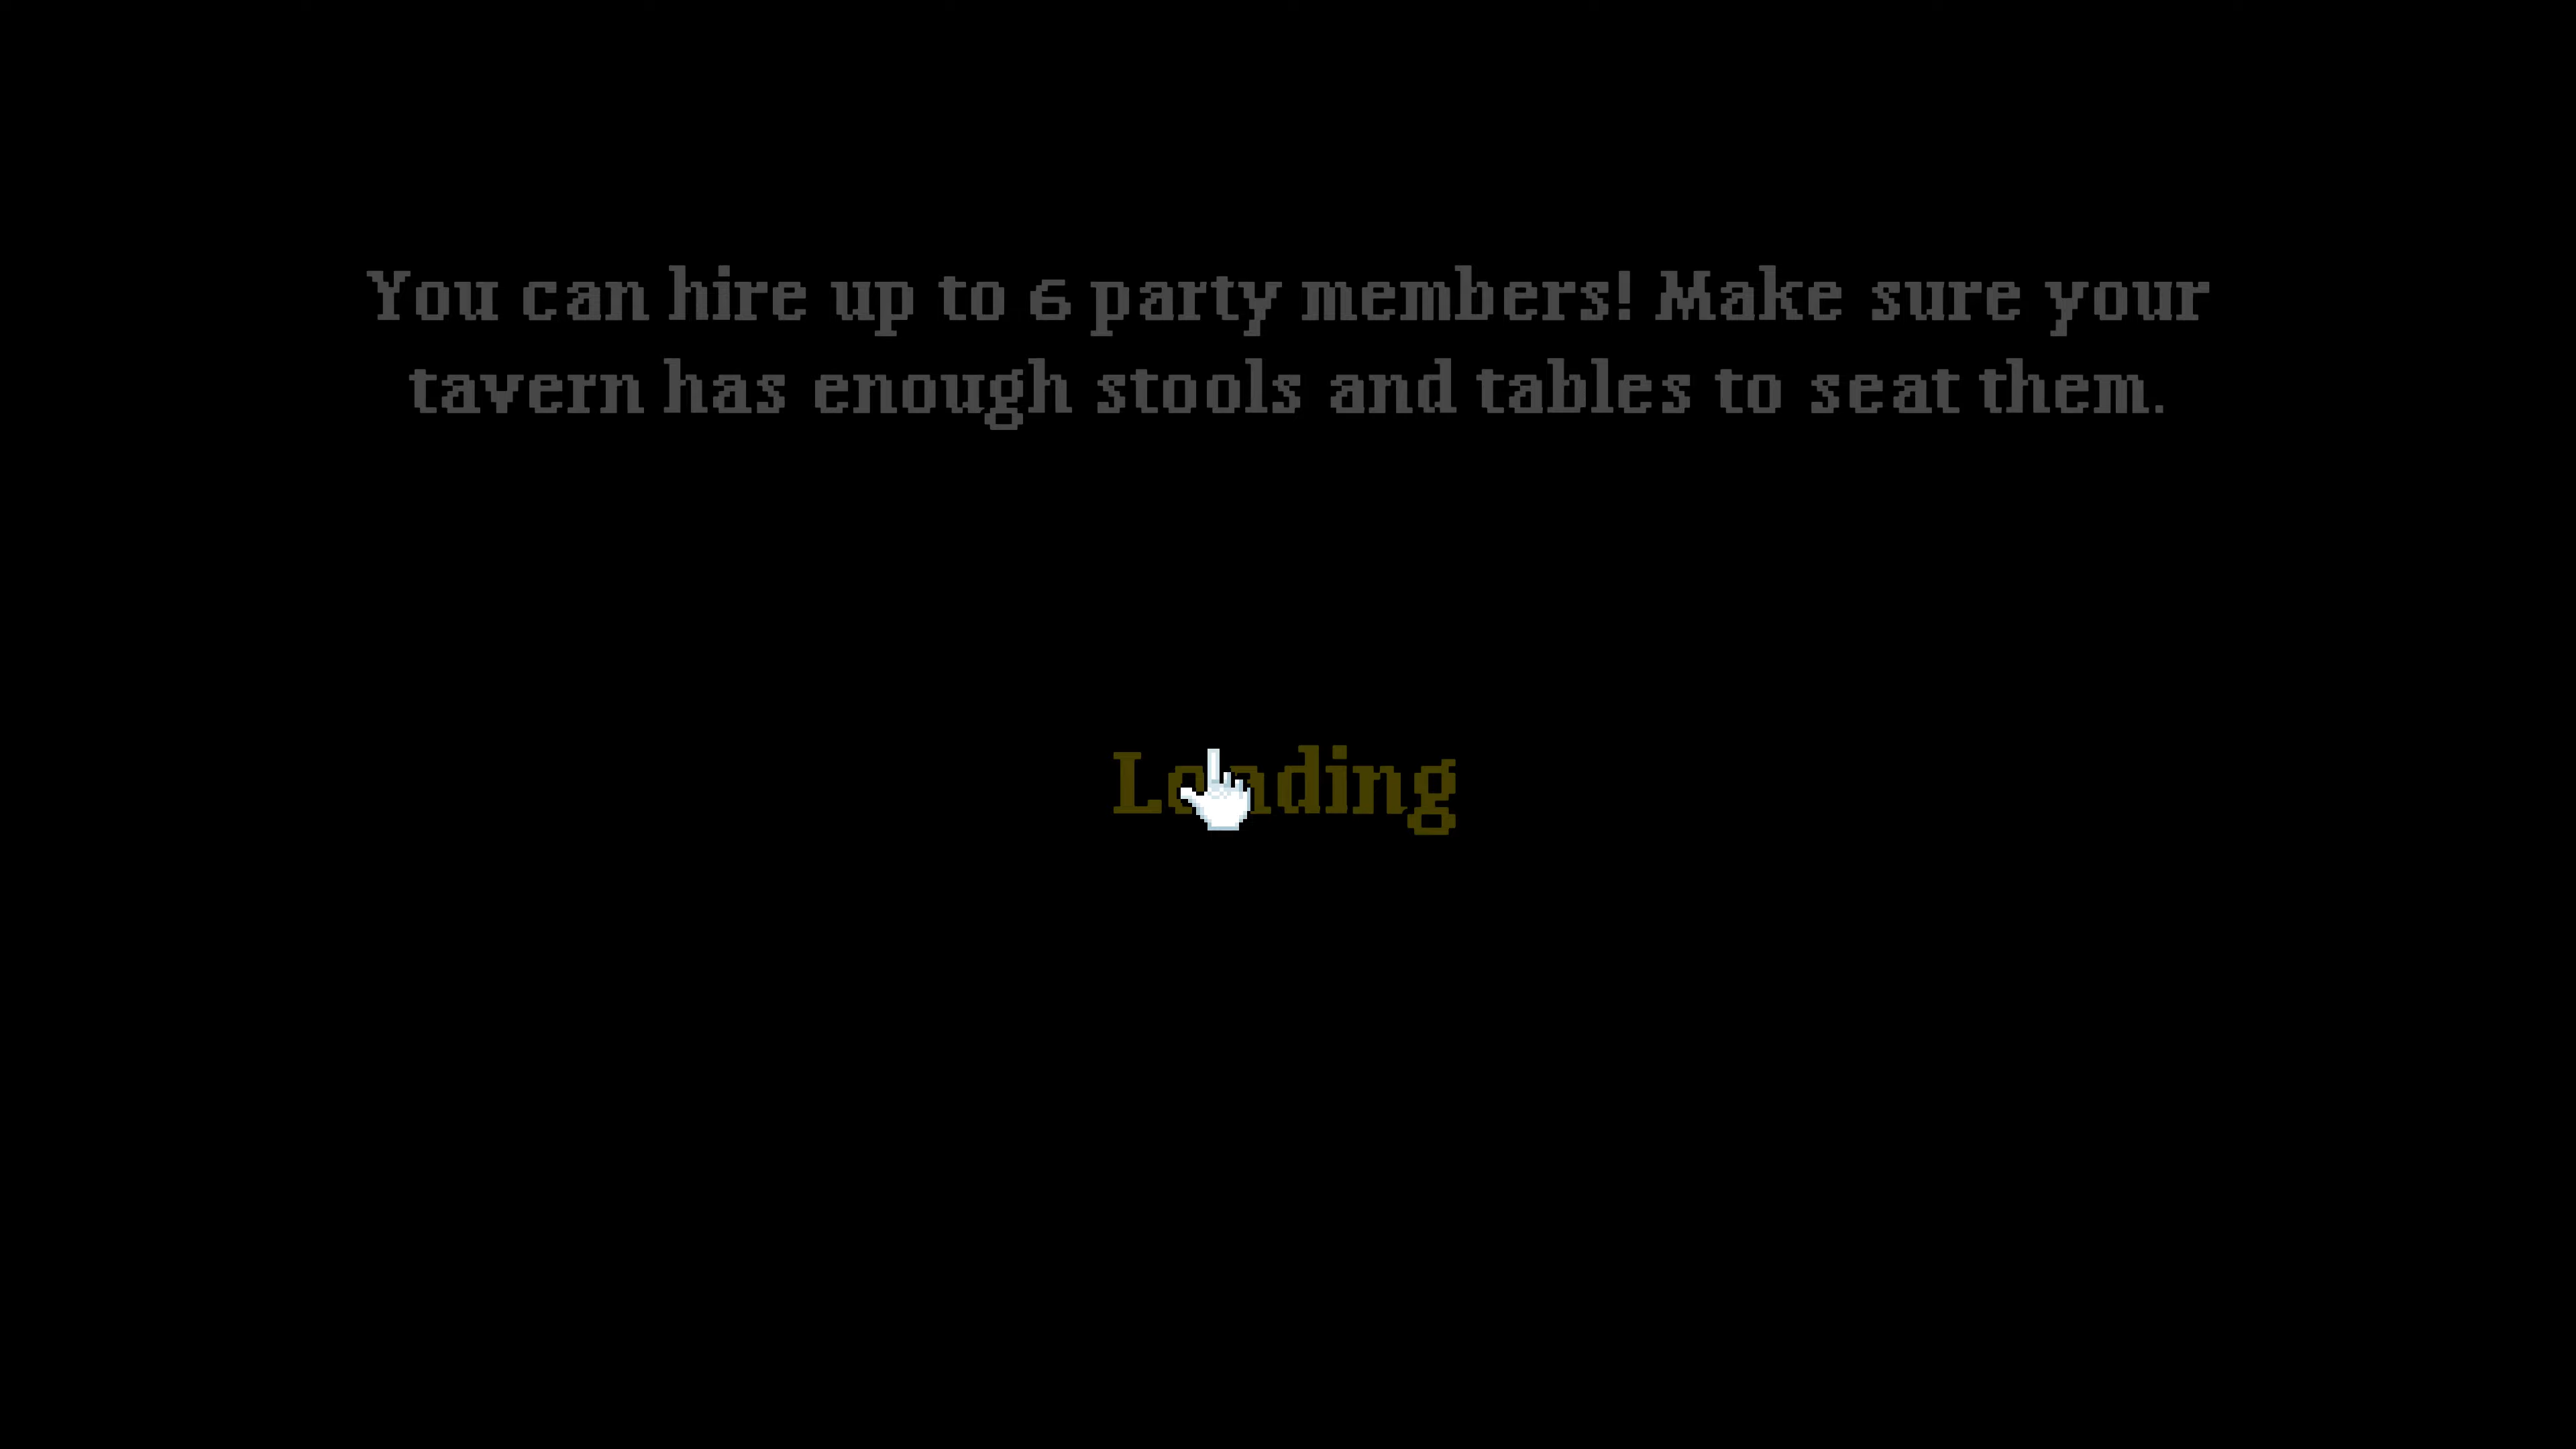 You can hire up to 6 party members! Make sure your
tavern has enough stools and tables to seat them.
Loading